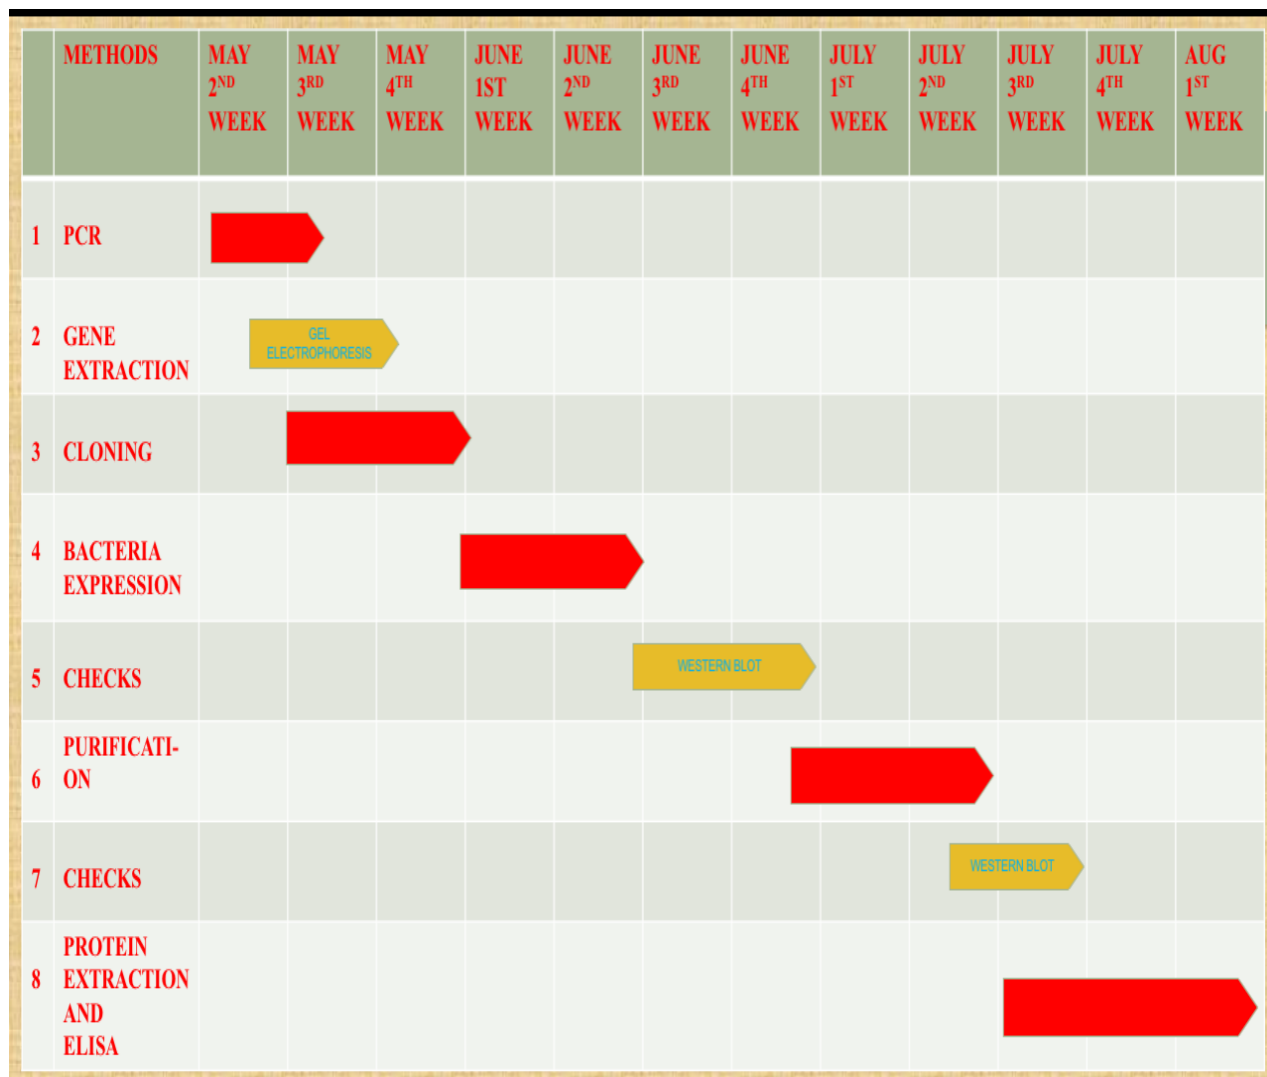 METHODS
MAY
2ND
WEEK
MAY
3RD
WEEK
MAY
4TH
WEEK
JUNE
1ST
WEEK
JUNE
2ND
WEEK
JUNE
3RD
WEEK
JUNE
4TH
WEEK
JULY
1ST
WEEK
JULY
2ND
WEEK
JULY
3RD
WEEK
JULY
4TH
WEEK
AUG
1ST
WEEK
1 PCR
2 GENE
EXTRACTION
GEL
ELECTROPHORESIS
3 CLONING
4 BACTERIA
EXPRESSION
5 CHECKS
WESTERN BLOT
PURIFICATI-
6 ON
7 CHECKS
WESTERN BLOT
PROTEIN
8 EXTRACTION
AND
ELISA